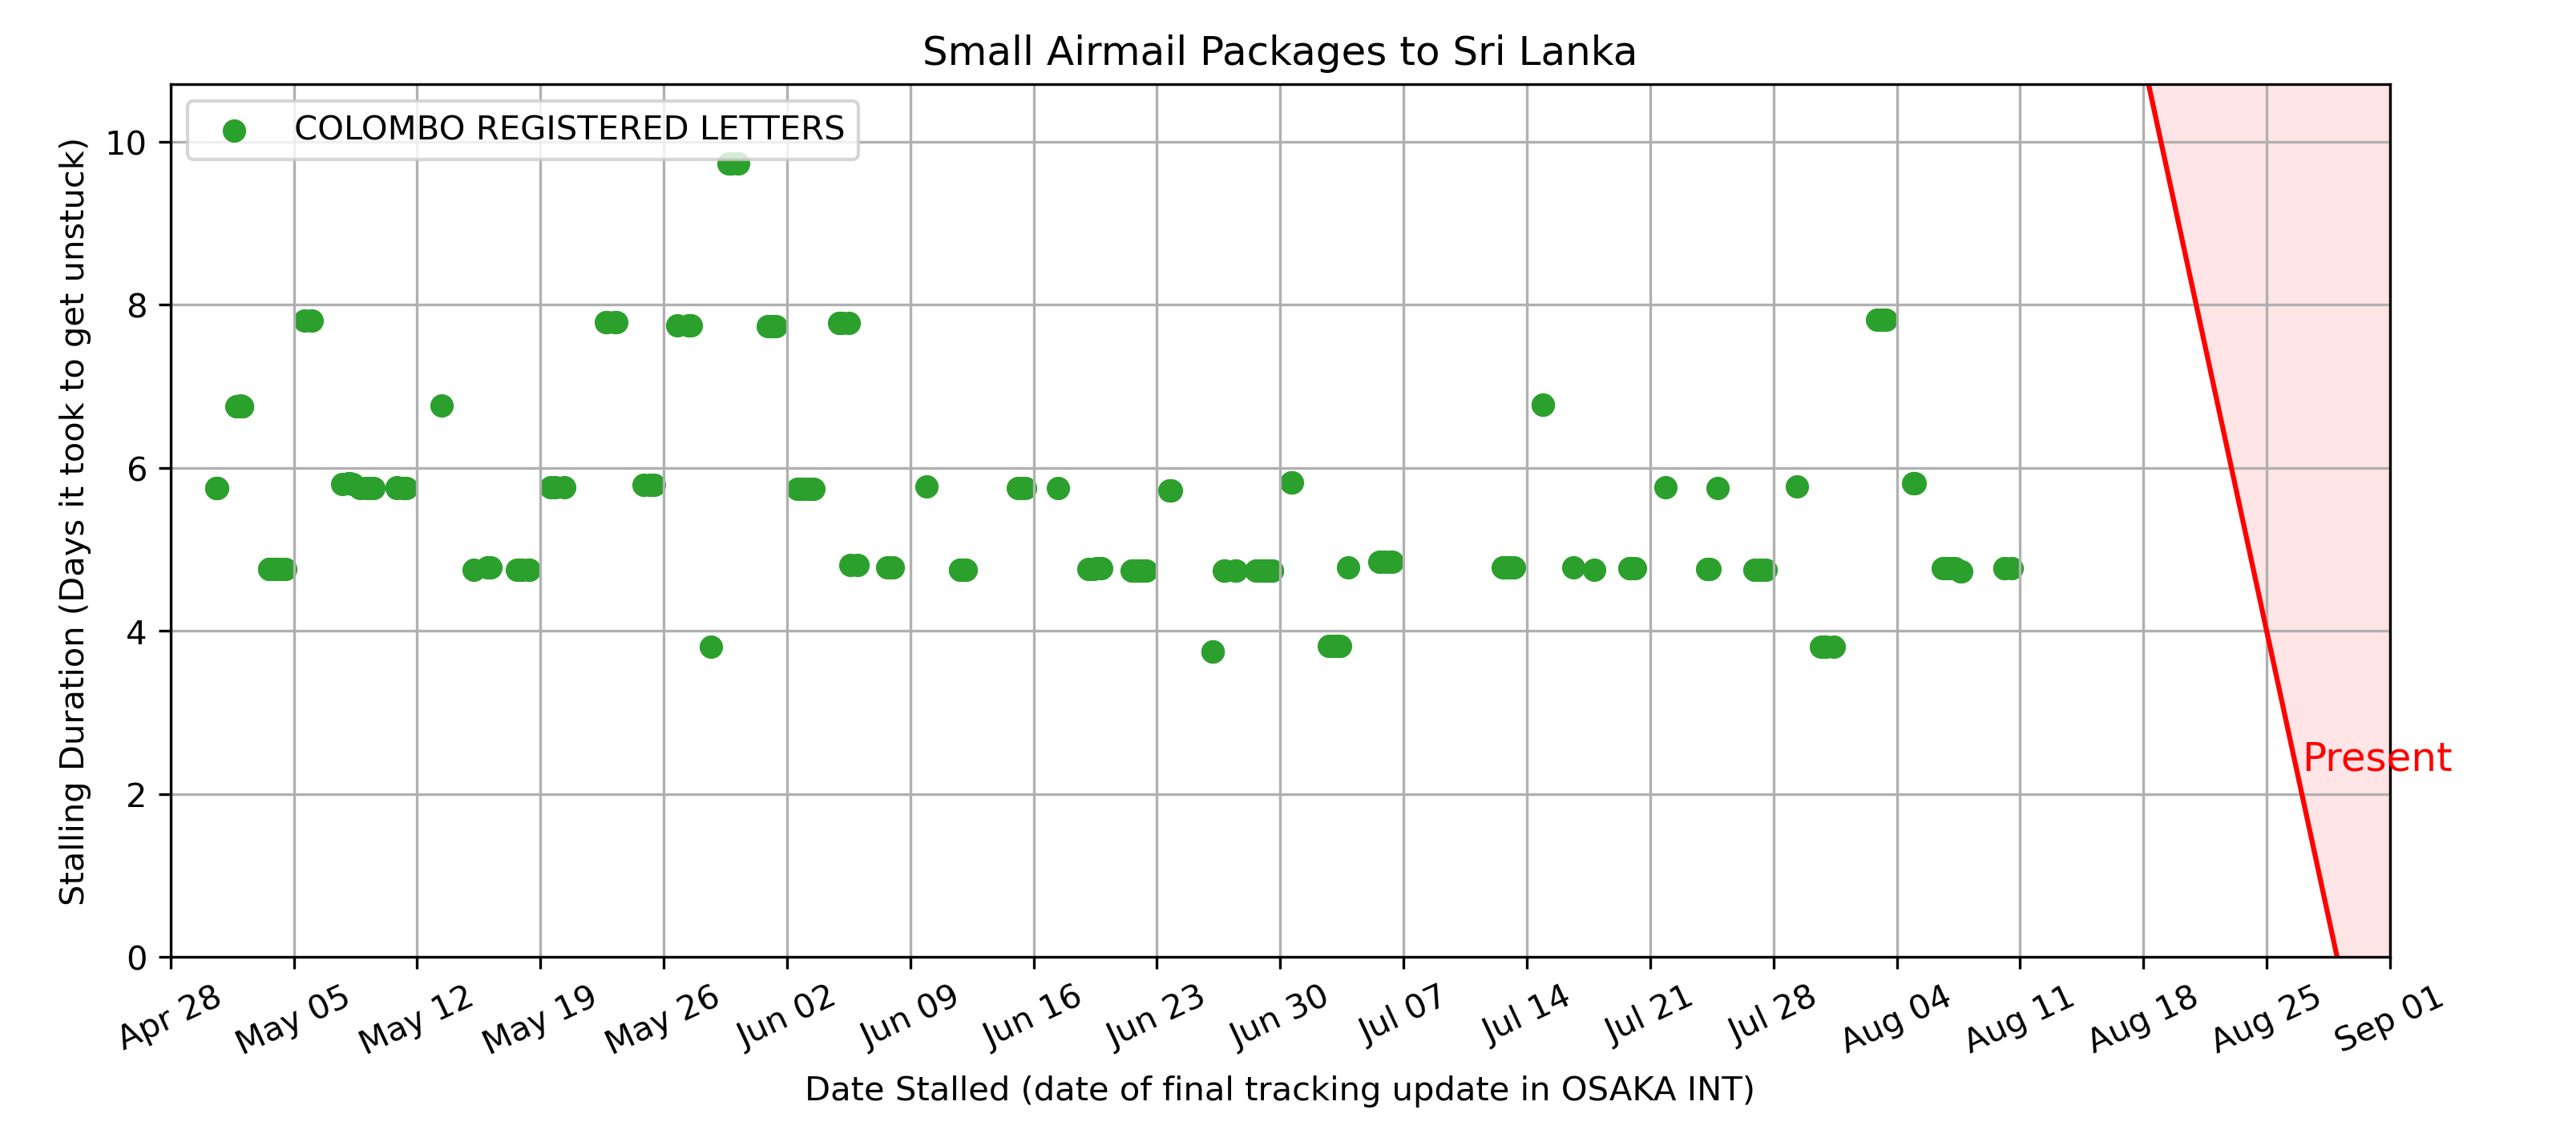 Small Airmail Packages to Sri Lanka
COLOMBO REGISTERED LETTERS
Stalling Duration (Days it took to get unstuck)
10
8
6
4
2
0
Present
Apr 28
May 05
May 12
May 19
May 26
Jun 02
Jun 09
Jun 16
Jun 23
Jun 30
Jul 07
Jul 14
Jul 21
Jul 28
Aug 04
Aug 11
Aug 18
Aug 25
Sep 01
Date Stalled (date of final tracking update in OSAKA INT)